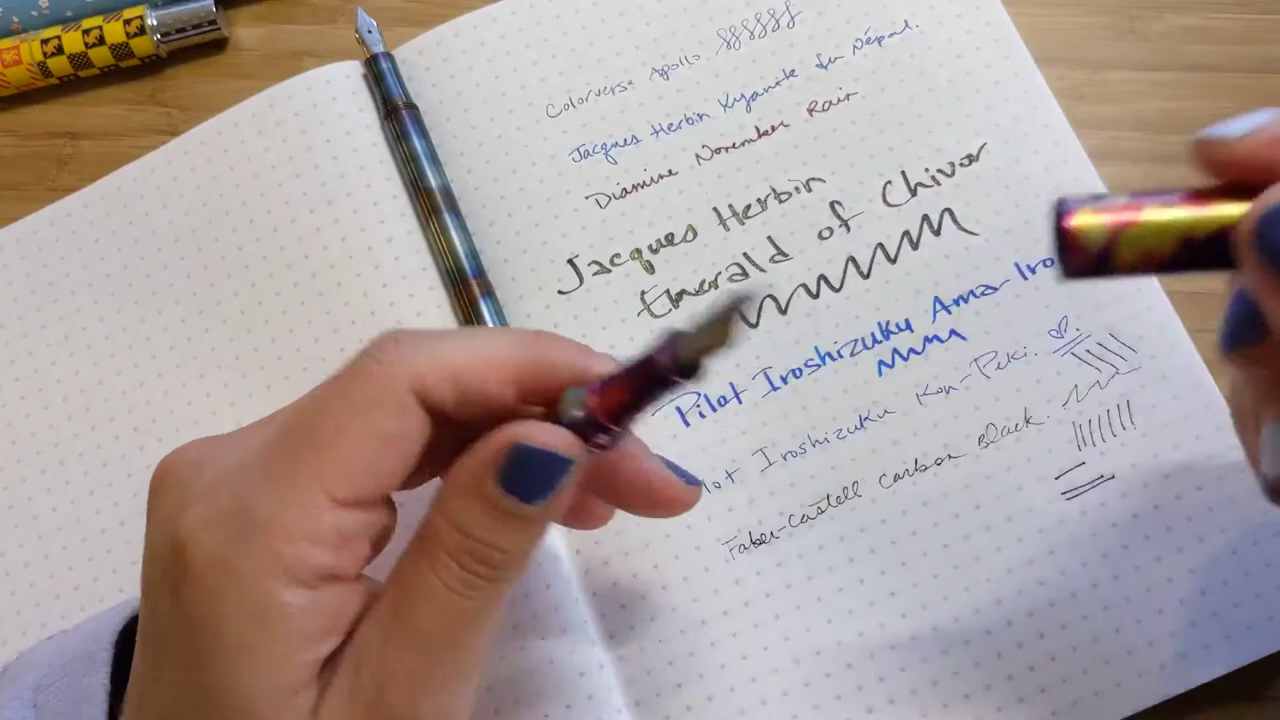 Colorverse Apollo
Jacques Herbin Kyanite du Népal.
Diamine November Rain
Jacques Herbin
Emerald of Chivor
Pilot Iroshizuku Ama-Iro
lot Iroshizuku Kon-Peki.
Faber-Castell Carbon Black.